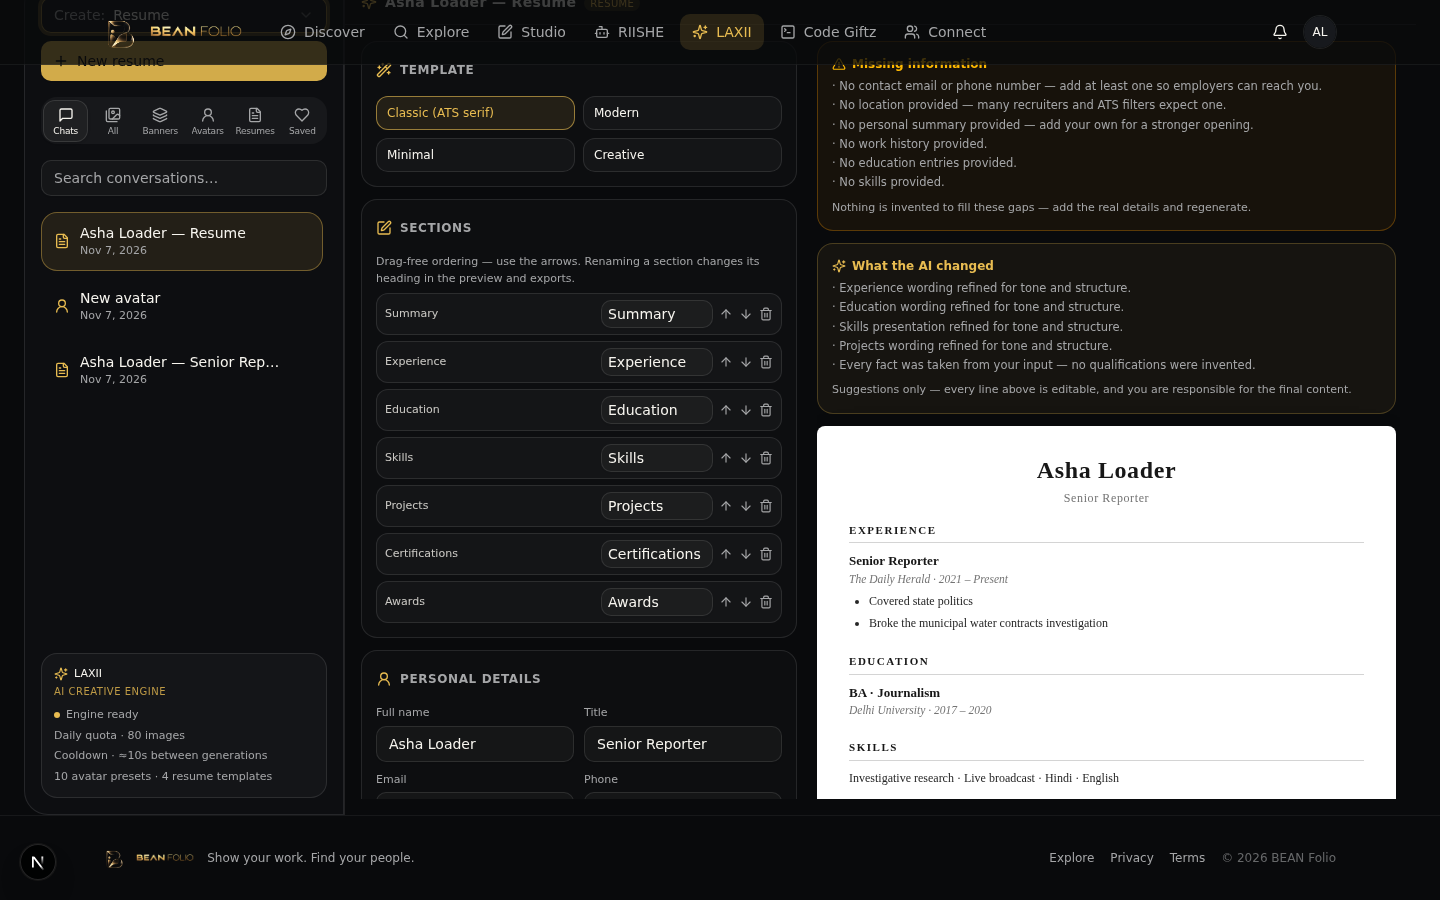 Create: Resume
Asha Loader — Resume
RESUME
BEAN FOLIO
Discover
Explore
Studio
RIISHE
LAXII
Code Giftz
Connect
AL
+ New resume
Chats
All
Banners
Avatars
Resumes
Saved
Search conversations...
Asha Loader — Resume
Nov 7, 2026
New avatar
Nov 7, 2026
Asha Loader — Senior Rep...
Nov 7, 2026
LAXII
AI CREATIVE ENGINE
Engine ready
Daily quota · 80 images
Cooldown · ≈10s between generations
10 avatar presets · 4 resume templates
TEMPLATE
Classic (ATS serif)
Modern
Minimal
Creative
SECTIONS
Drag-free ordering — use the arrows. Renaming a section changes its
heading in the preview and exports.
Summary
Summary
Experience
Experience
Education
Education
Skills
Skills
Projects
Projects
Certifications
Certifications
Awards
Awards
PERSONAL DETAILS
Full name
Title
Asha Loader
Senior Reporter
Email
Phone
Missing information
· No contact email or phone number — add at least one so employers can reach you.
· No location provided — many recruiters and ATS filters expect one.
· No personal summary provided — add your own for a stronger opening.
· No work history provided.
· No education entries provided.
· No skills provided.
Nothing is invented to fill these gaps — add the real details and regenerate.
What the AI changed
· Experience wording refined for tone and structure.
· Education wording refined for tone and structure.
· Skills presentation refined for tone and structure.
· Projects wording refined for tone and structure.
· Every fact was taken from your input — no qualifications were invented.
Suggestions only — every line above is editable, and you are responsible for the final content.
Asha Loader
Senior Reporter
EXPERIENCE
Senior Reporter
The Daily Herald · 2021 – Present
• Covered state politics
• Broke the municipal water contracts investigation
EDUCATION
BA · Journalism
Delhi University · 2017 – 2020
SKILLS
Investigative research · Live broadcast · Hindi · English
N
BEAN FOLIO
Show your work. Find your people.
Explore
Privacy
Terms
© 2026 BEAN Folio